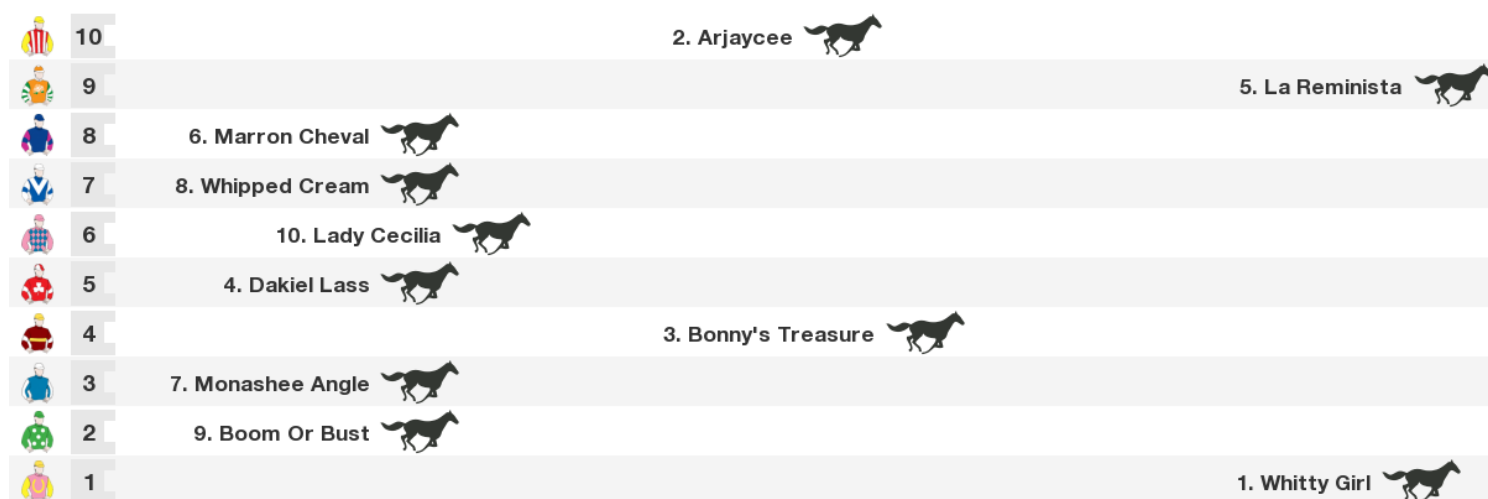 10 2. Arjaycee
9 5. La Reminista
8 6. Marron Cheval
7 8. Whipped Cream
6 10. Lady Cecilia
5 4. Dakiel Lass
4 3. Bonny's Treasure
3 7. Monashee Angle
2 9. Boom Or Bust
1 1. Whitty Girl